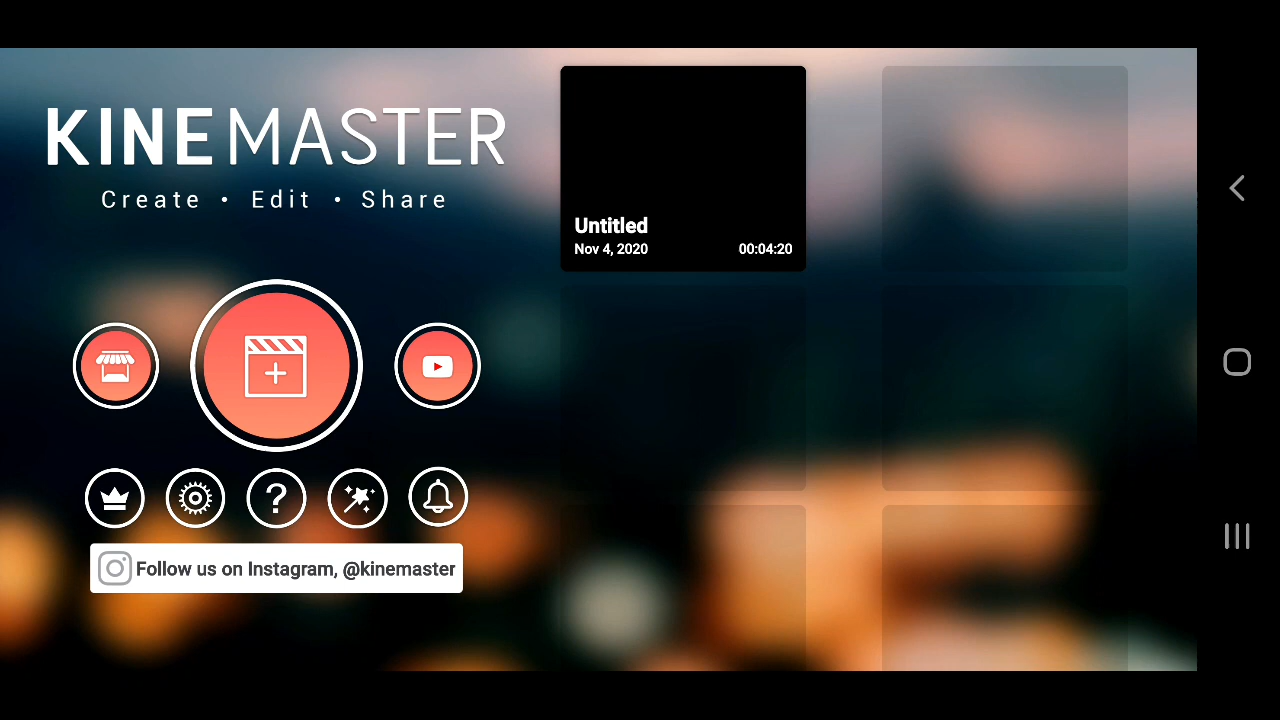 KINEMASTER
Create • Edit • Share
Untitled
Nov 4, 2020 00:04:20
Follow us on Instagram, @kinemaster